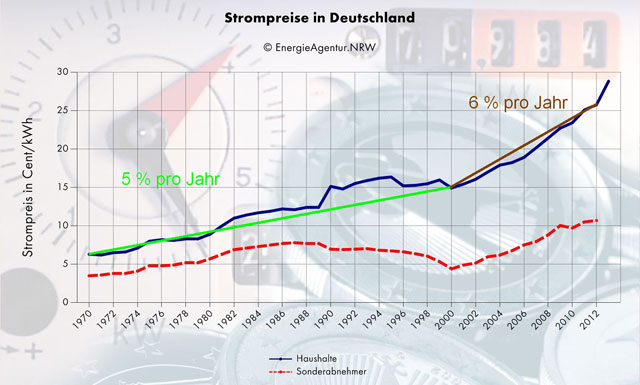 Strompreise in Deutschland
© EnergieAgentur.NRW
Strompreis in Cent/kWh
30
25
20
15
10
5
0
5 % pro Jahr
6 % pro Jahr
1970 1972 1974 1976 1978 1980 1982 1984 1986 1988 1990 1992 1994 1996 1998 2000 2002 2004 2006 2008 2010 2012
Haushalte
Sonderabnehmer